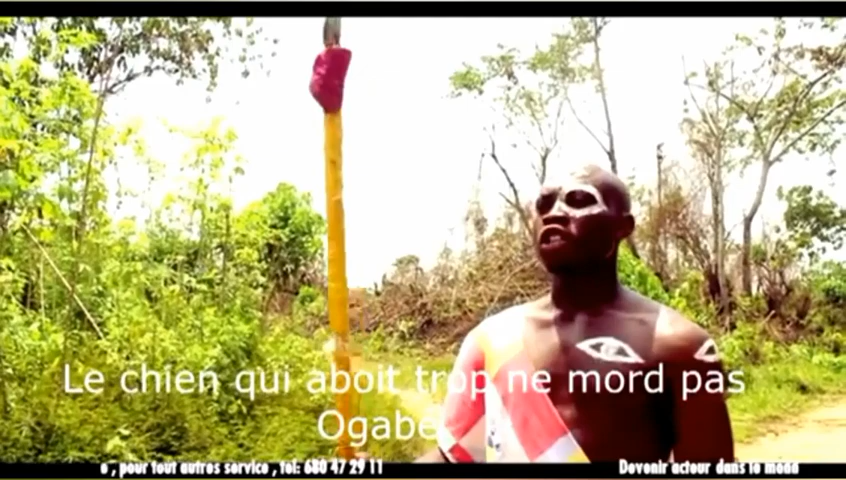 Le chien qui aboit trop ne mord pas
Ogabe
e , pour tout autres service , tel: 680 47 29 11
Devenir acteur dans le mond